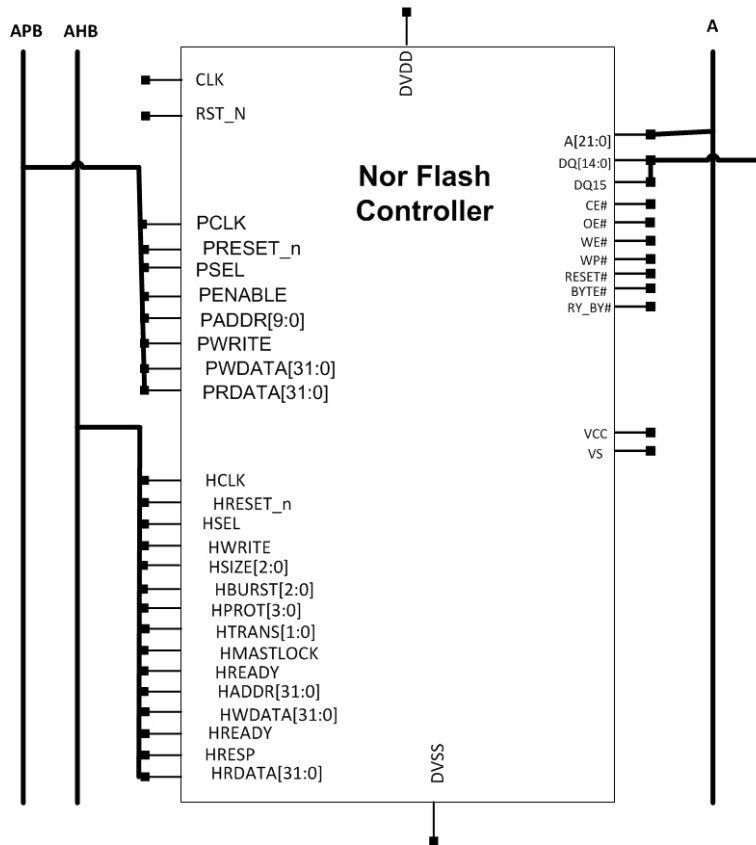 APB
AHB
A
DVDD
CLK
RST_N
A[21:0]
DQ[14:0]
DQ15
CE#
OE#
WE#
WP#
RESET#
BYTE#
RY_BY#
Nor Flash
Controller
PCLK
PRESET_n
PSEL
PENABLE
PADDR[9:0]
PWRITE
PWDATA[31:0]
PRDATA[31:0]
VCC
VS
HCLK
HRESET_n
HSEL
HWRITE
HSIZE[2:0]
HBURST[2:0]
HPROT[3:0]
HTRANS[1:0]
HMASTLOCK
HREADY
HADDR[31:0]
HWDATA[31:0]
HREADY
HRESP
HRDATA[31:0]
DVSS